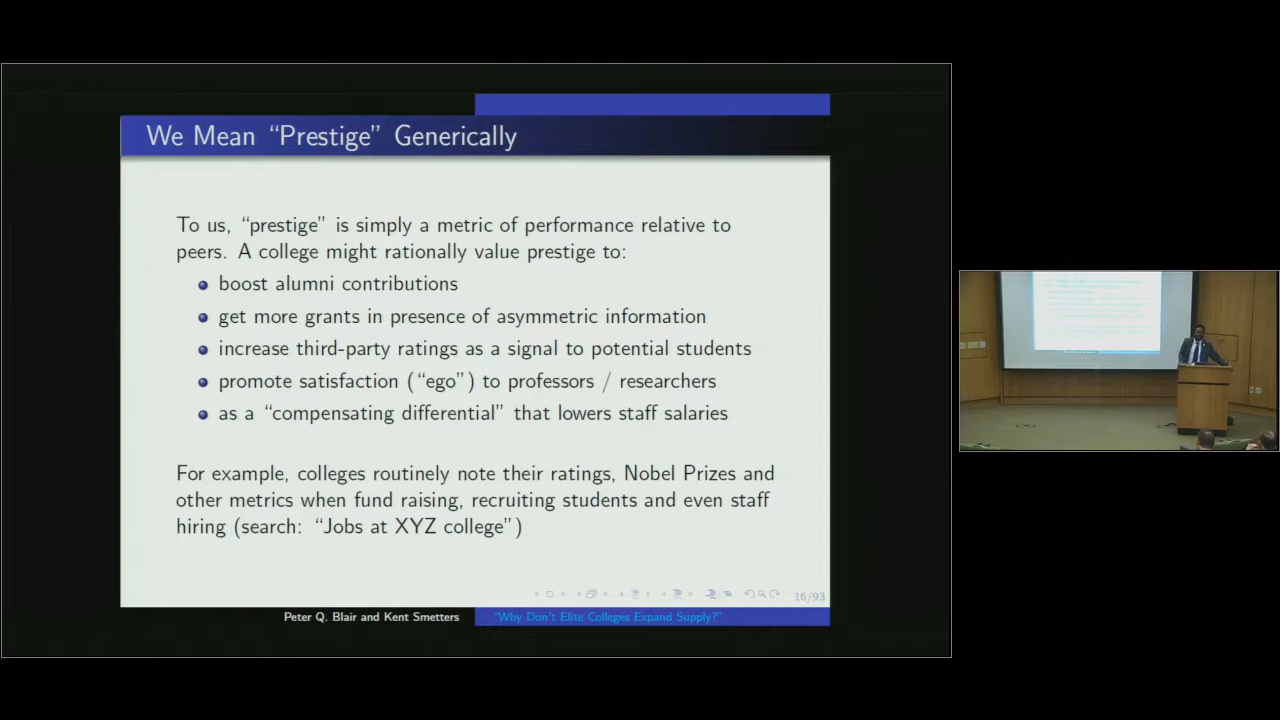 We Mean “Prestige” Generically
To us, “prestige” is simply a metric of performance relative to
peers. A college might rationally value prestige to:
boost alumni contributions
get more grants in presence of asymmetric information
increase third-party ratings as a signal to potential students
promote satisfaction (“ego”) to professors / researchers
as a “compensating differential” that lowers staff salaries
For example, colleges routinely note their ratings, Nobel Prizes and
other metrics when fund raising, recruiting students and even staff
hiring (search: “Jobs at XYZ college”)
16/93
Peter Q. Blair and Kent Smetters
“Why Don’t Elite Colleges Expand Supply?”